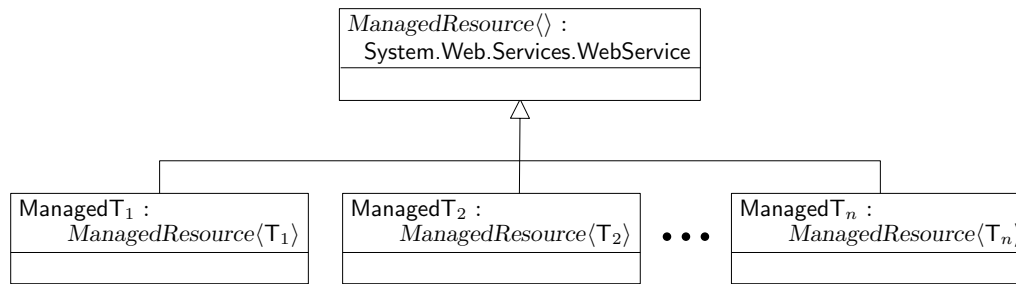 ManagedResource⟨⟩ :
System.Web.Services.WebService
ManagedT₁ :
ManagedResource⟨T₁⟩
ManagedT₂ :
ManagedResource⟨T₂⟩
•••
ManagedTₙ :
ManagedResource⟨Tₙ⟩